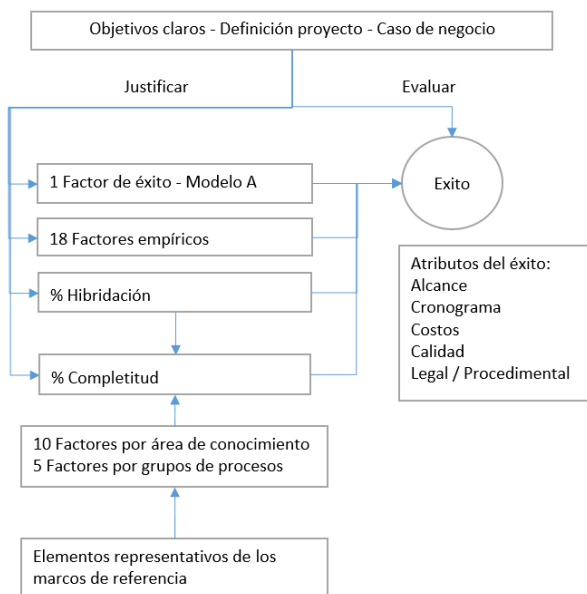 Objetivos claros - Definición proyecto - Caso de negocio
Justificar
Evaluar
1 Factor de éxito - Modelo A
Exito
18 Factores empíricos
% Hibridación
% Completitud
Atributos del éxito:
Alcance
Cronograma
Costos
Calidad
Legal / Procedimental
10 Factores por área de conocimiento
5 Factores por grupos de procesos
Elementos representativos de los
marcos de referencia